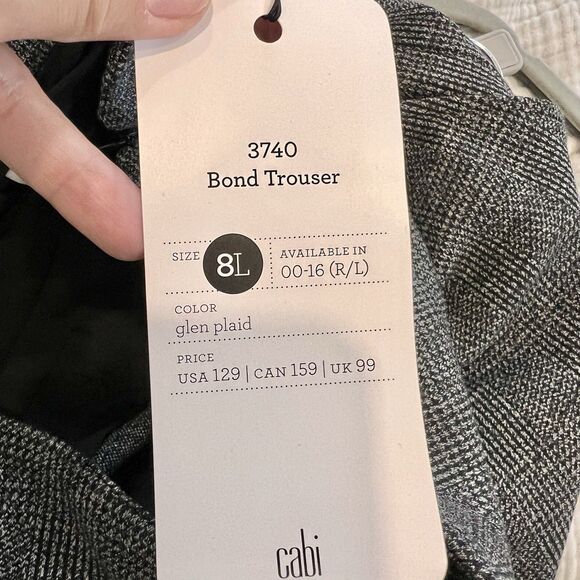 3740
Bond Trouser
SIZE 8L AVAILABLE IN
00-16 (R/L)
COLOR
glen plaid
PRICE
USA 129 | CAN 159 | UK 99
cabi